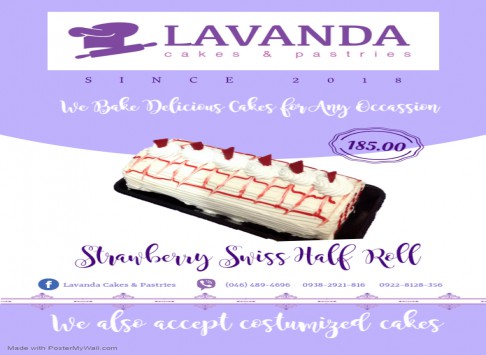 LAVANDA
cakes & pastries
SINCE 2018
We Bake Delicious Cakes for Any Occassion
185.00
Strawberry Swiss Half Roll
Lavanda Cakes & Pastries (046) 489-4696 0938-2921-816 0922-8128-356
We also accept costumized cakes
Made with PosterMyWall.com